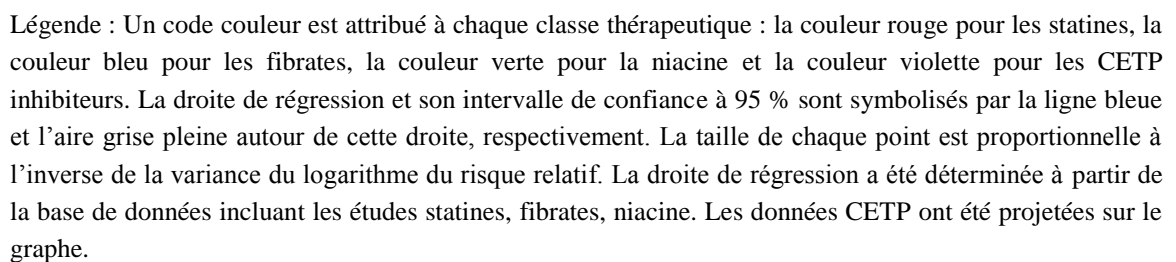 Légende : Un code couleur est attribué à chaque classe thérapeutique : la couleur rouge pour les statines, la
couleur bleu pour les fibrates, la couleur verte pour la niacine et la couleur violette pour les CETP
inhibiteurs. La droite de régression et son intervalle de confiance à 95 % sont symbolisés par la ligne bleue
et l’aire grise pleine autour de cette droite, respectivement. La taille de chaque point est proportionnelle à
l’inverse de la variance du logarithme du risque relatif. La droite de régression a été déterminée à partir de
la base de données incluant les études statines, fibrates, niacine. Les données CETP ont été projetées sur le
graphe.